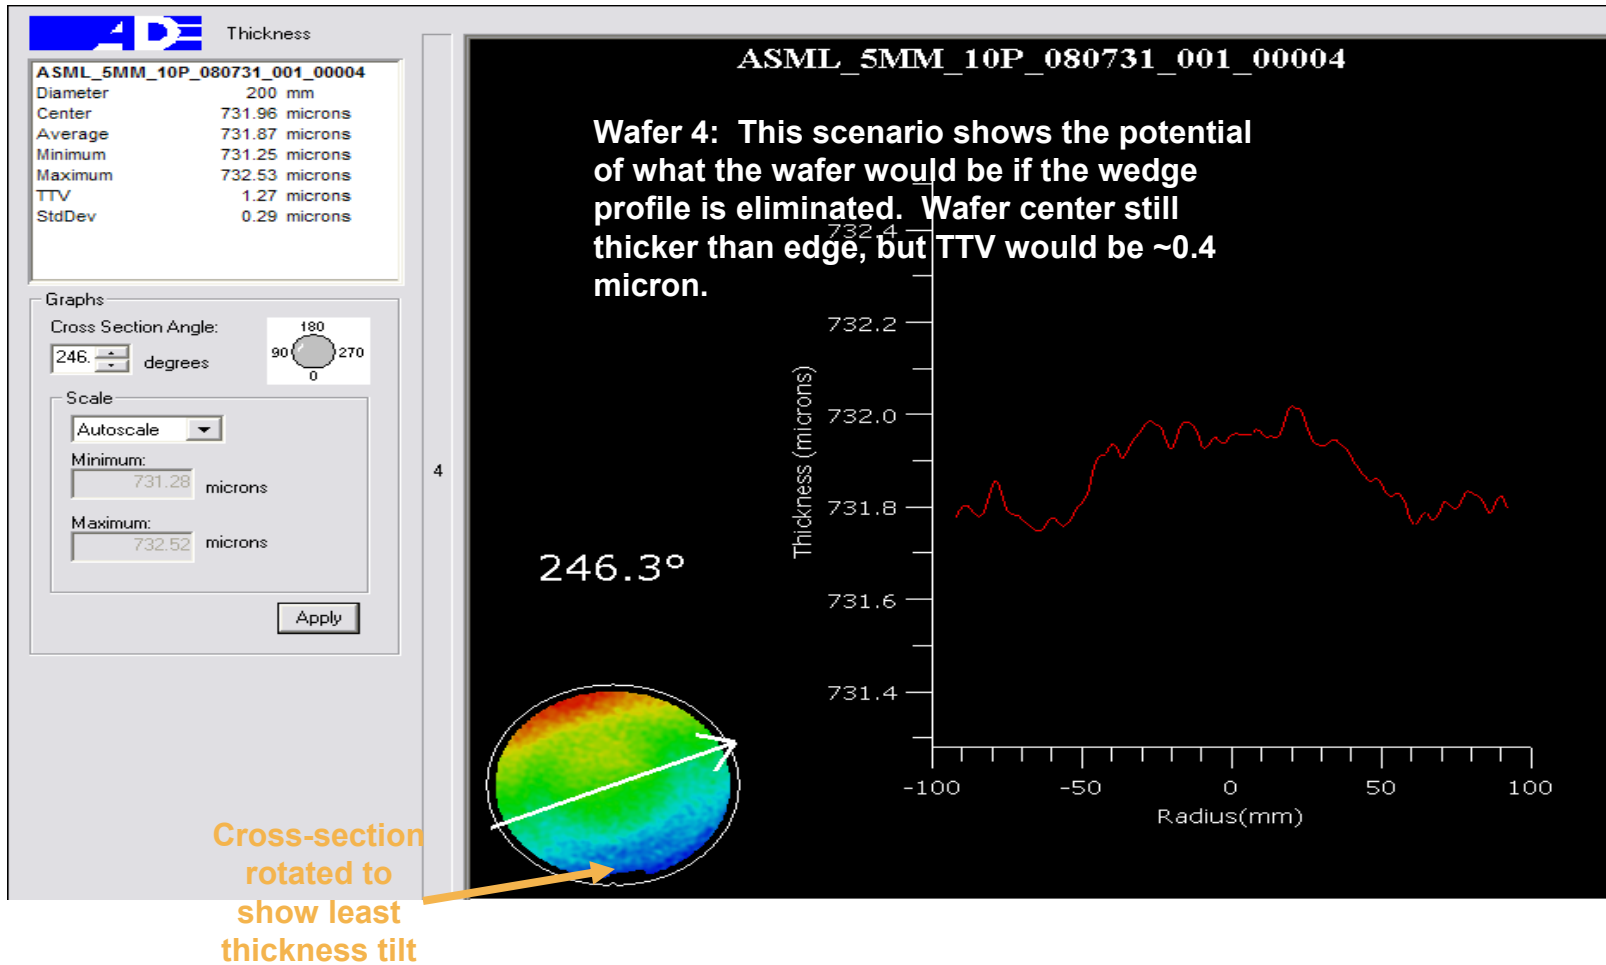 ADE
Thickness
ASML_5MM_10P_080731_001_00004
Diameter 200 mm
Center 731.96 microns
Average 731.87 microns
Minimum 731.25 microns
Maximum 732.53 microns
TTV 1.27 microns
StdDev 0.29 microns
Graphs
Cross Section Angle:
246. degrees
180
90 270
0
Scale
Autoscale
Minimum:
731.28 microns
Maximum:
732.52 microns
Apply
4
ASML_5MM_10P_080731_001_00004
Wafer 4: This scenario shows the potential
of what the wafer would be if the wedge
profile is eliminated. Wafer center still
thicker than edge, but TTV would be ~0.4
micron.
732.4
732.2
732.0
731.8
731.6
731.4
Thickness (microns)
-100 -50 0 50 100
Radius(mm)
246.3°
Cross-section
rotated to
show least
thickness tilt